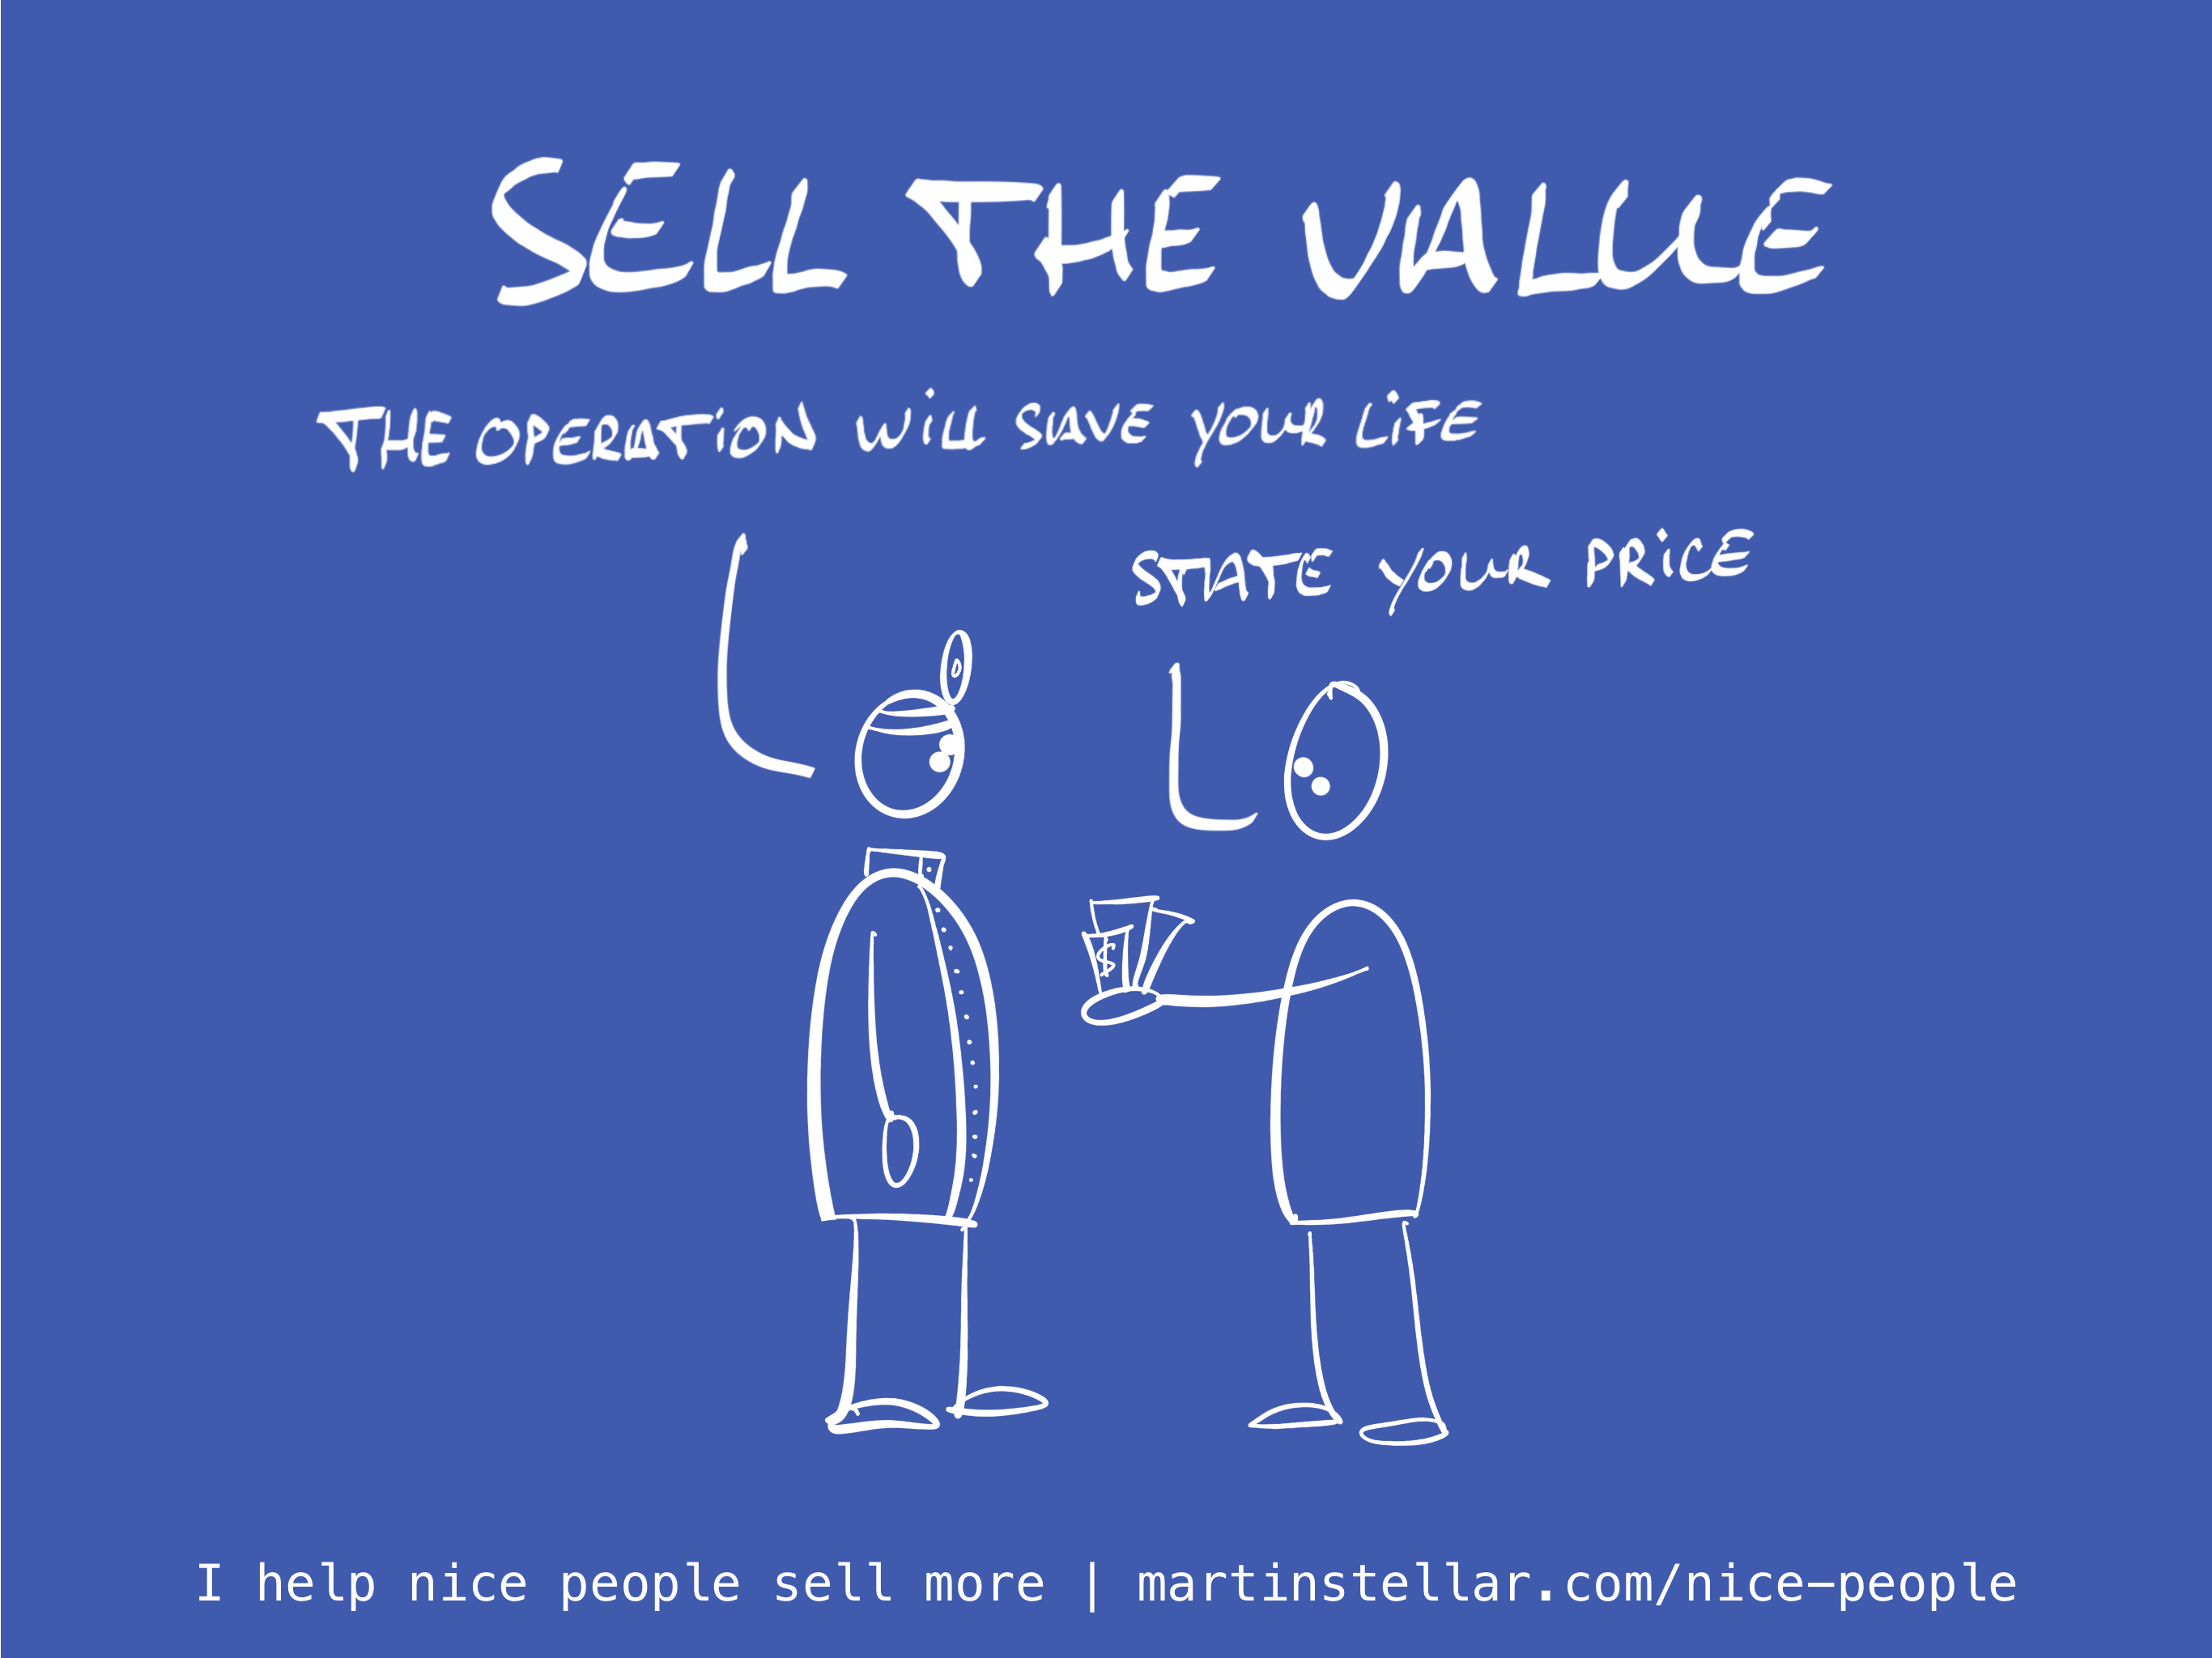 SELL THE VALUE
THE OPERATION WiLL SAVE YOUR LiFE
STATE YOUR PRiCE
$
I help nice people sell more | martinstellar.com/nice-people